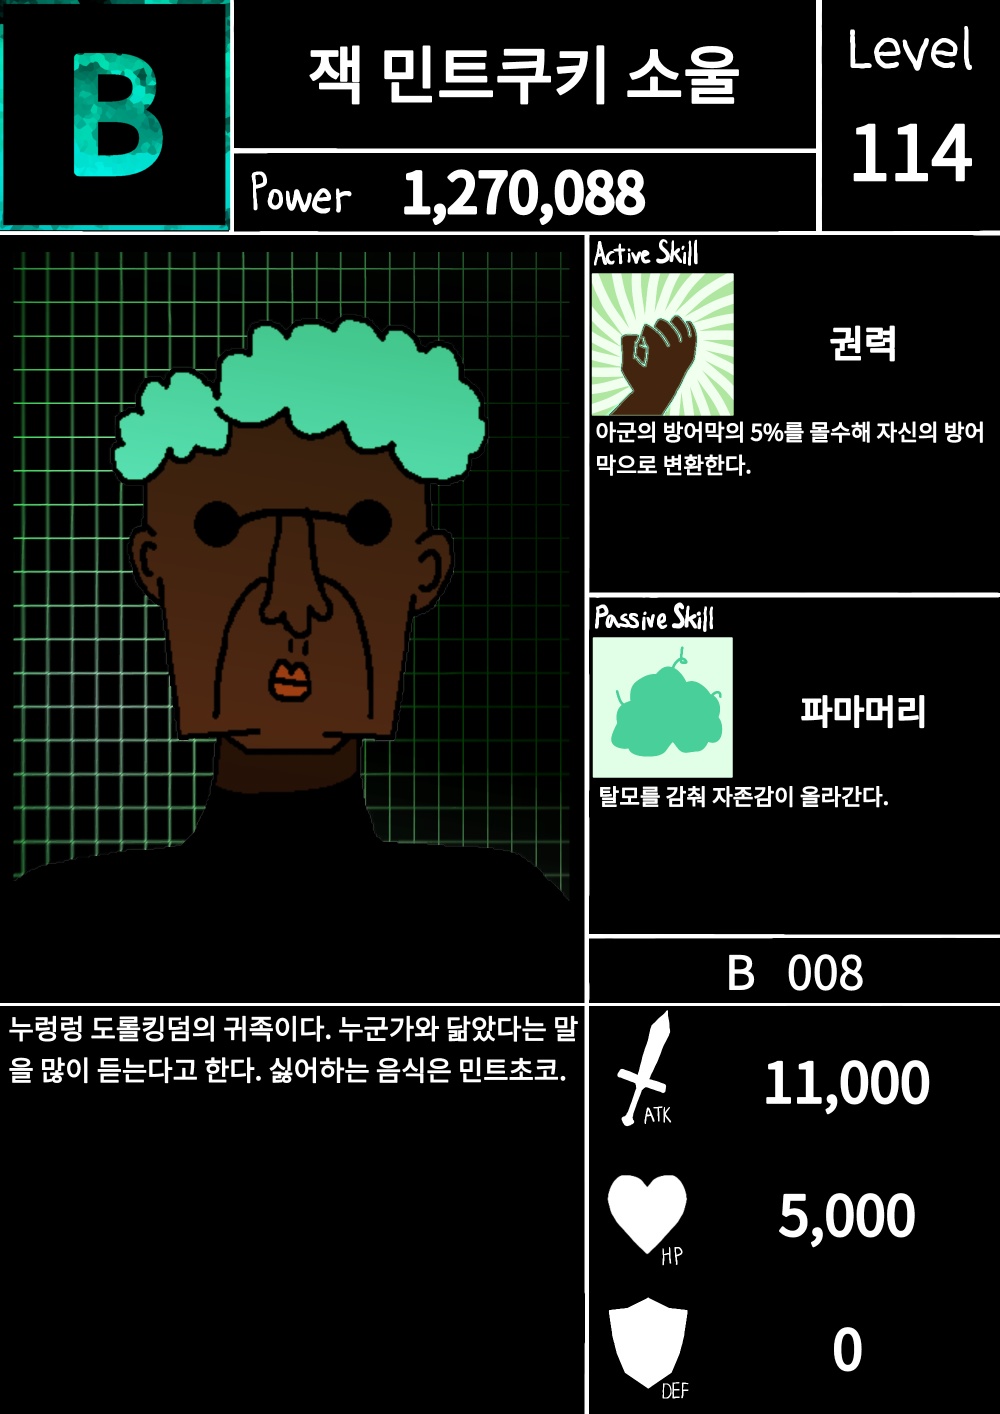 B
잭 민트쿠키 소울
Power 1,270,088
Level
114
Active Skill
권력
아군의 방어막의 5%를 몰수해 자신의 방어
막으로 변환한다.
Passive Skill
파마머리
탈모를 감춰 자존감이 올라간다.
B 008
누렁렁 도롤킹덤의 귀족이다. 누군가와 닮았다는 말
을 많이 듣는다고 한다. 싫어하는 음식은 민트초코.
ATK 11,000
HP 5,000
DEF 0